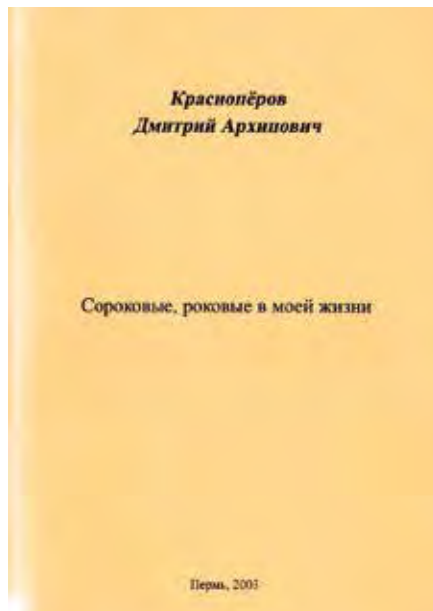 Краснопёров
Дмитрий Архипович
Сороковые, роковые в моей жизни
Пермь, 2003